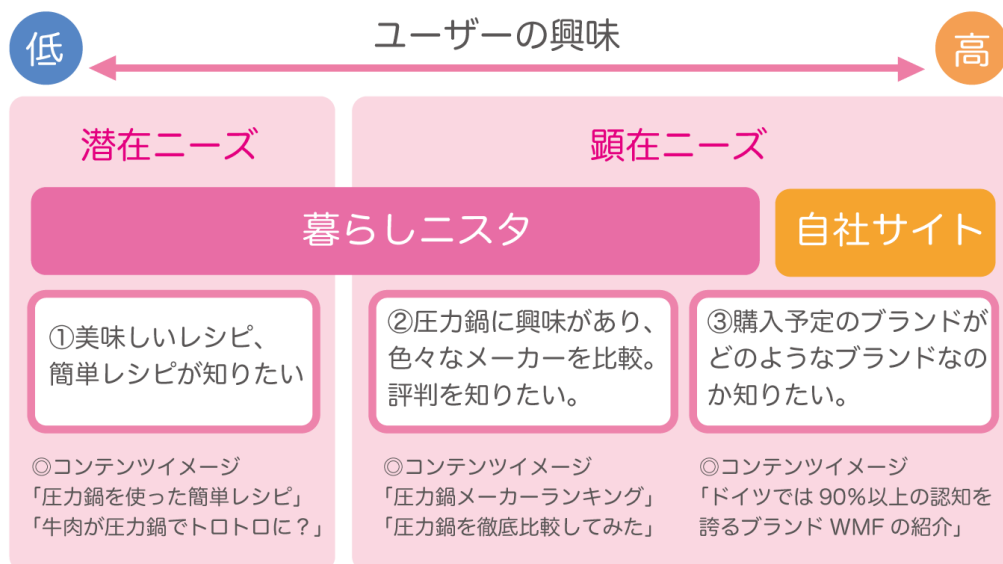 低
ユーザーの興味
高
潜在ニーズ
顕在ニーズ
暮らしニスタ
自社サイト
①美味しいレシピ、
簡単レシピが知りたい
②圧力鍋に興味があり、
色々なメーカーを比較。
評判を知りたい。
③購入予定のブランドが
どのようなブランドなの
か知りたい。
◎コンテンツイメージ
「圧力鍋を使った簡単レシピ」
「牛肉が圧力鍋でトロトロに？」
◎コンテンツイメージ
「圧力鍋メーカーランキング」
「圧力鍋を徹底比較してみた」
◎コンテンツイメージ
「ドイツでは 90%以上の認知を
誇るブランド WMF の紹介」